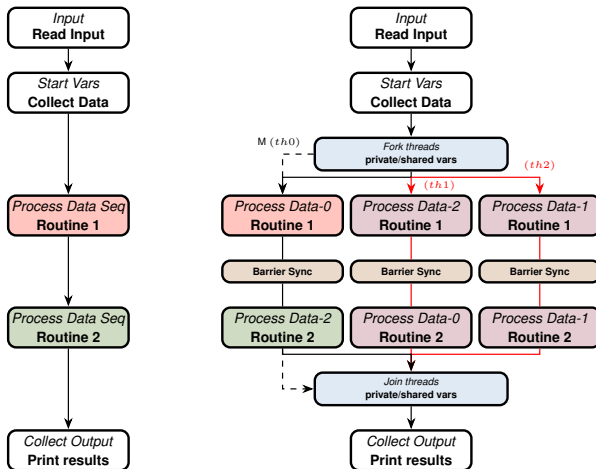 Input
Read Input
Start Vars
Collect Data
Process Data Seq
Routine 1
Process Data Seq
Routine 2
Collect Output
Print results
Input
Read Input
Start Vars
Collect Data
M (th0)
Fork threads
private/shared vars
(th1)
(th2)
Process Data-0
Routine 1
Process Data-2
Routine 1
Process Data-1
Routine 1
Barrier Sync
Barrier Sync
Barrier Sync
Process Data-2
Routine 2
Process Data-0
Routine 2
Process Data-1
Routine 2
Join threads
private/shared vars
Collect Output
Print results